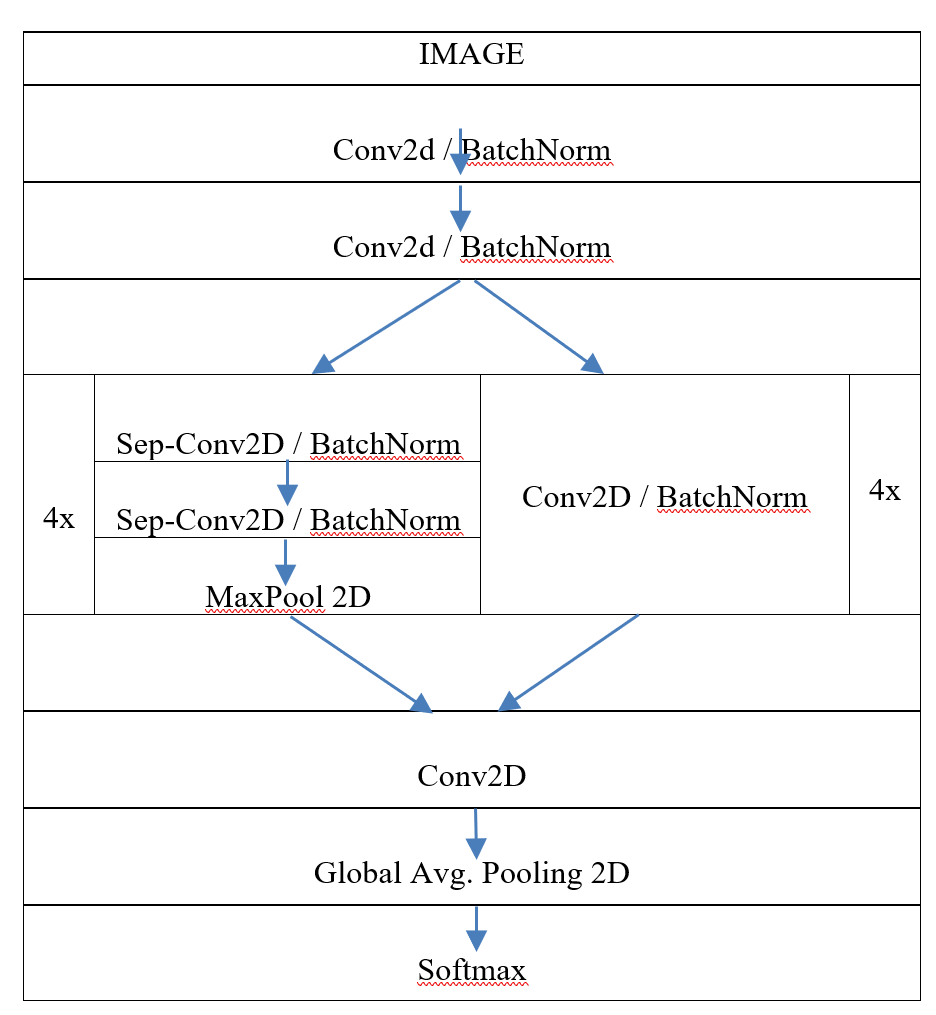 IMAGE
Conv2d / BatchNorm
Conv2d / BatchNorm
4x
Sep-Conv2D / BatchNorm
Sep-Conv2D / BatchNorm
MaxPool 2D
Conv2D / BatchNorm
4x
Conv2D
Global Avg. Pooling 2D
Softmax